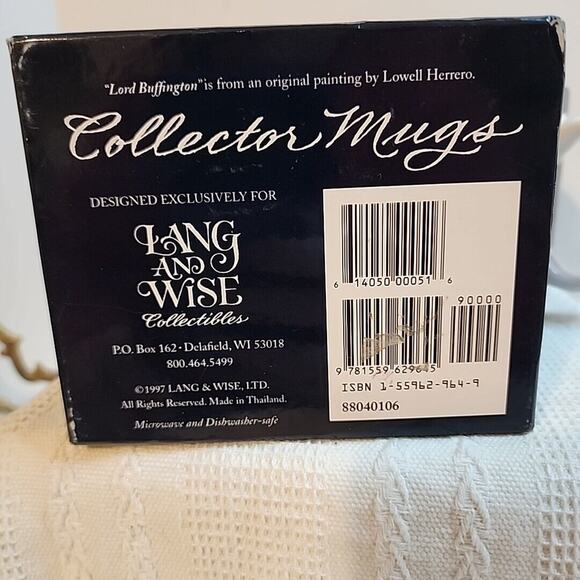 "Lord Buffington" is from an original painting by Lowell Herrero.
Collector Mugs
DESIGNED EXCLUSIVELY FOR
LANG
AND
WISE
Collectibles
P.O. Box 162 · Delafield, WI 53018
800.464.5499
©1997 LANG & WISE, LTD.
All Rights Reserved. Made in Thailand.
Microwave and Dishwasher-safe
6 14050 00051 6
90000
9 781559 629645
ISBN 1-55962-964-9
88040106